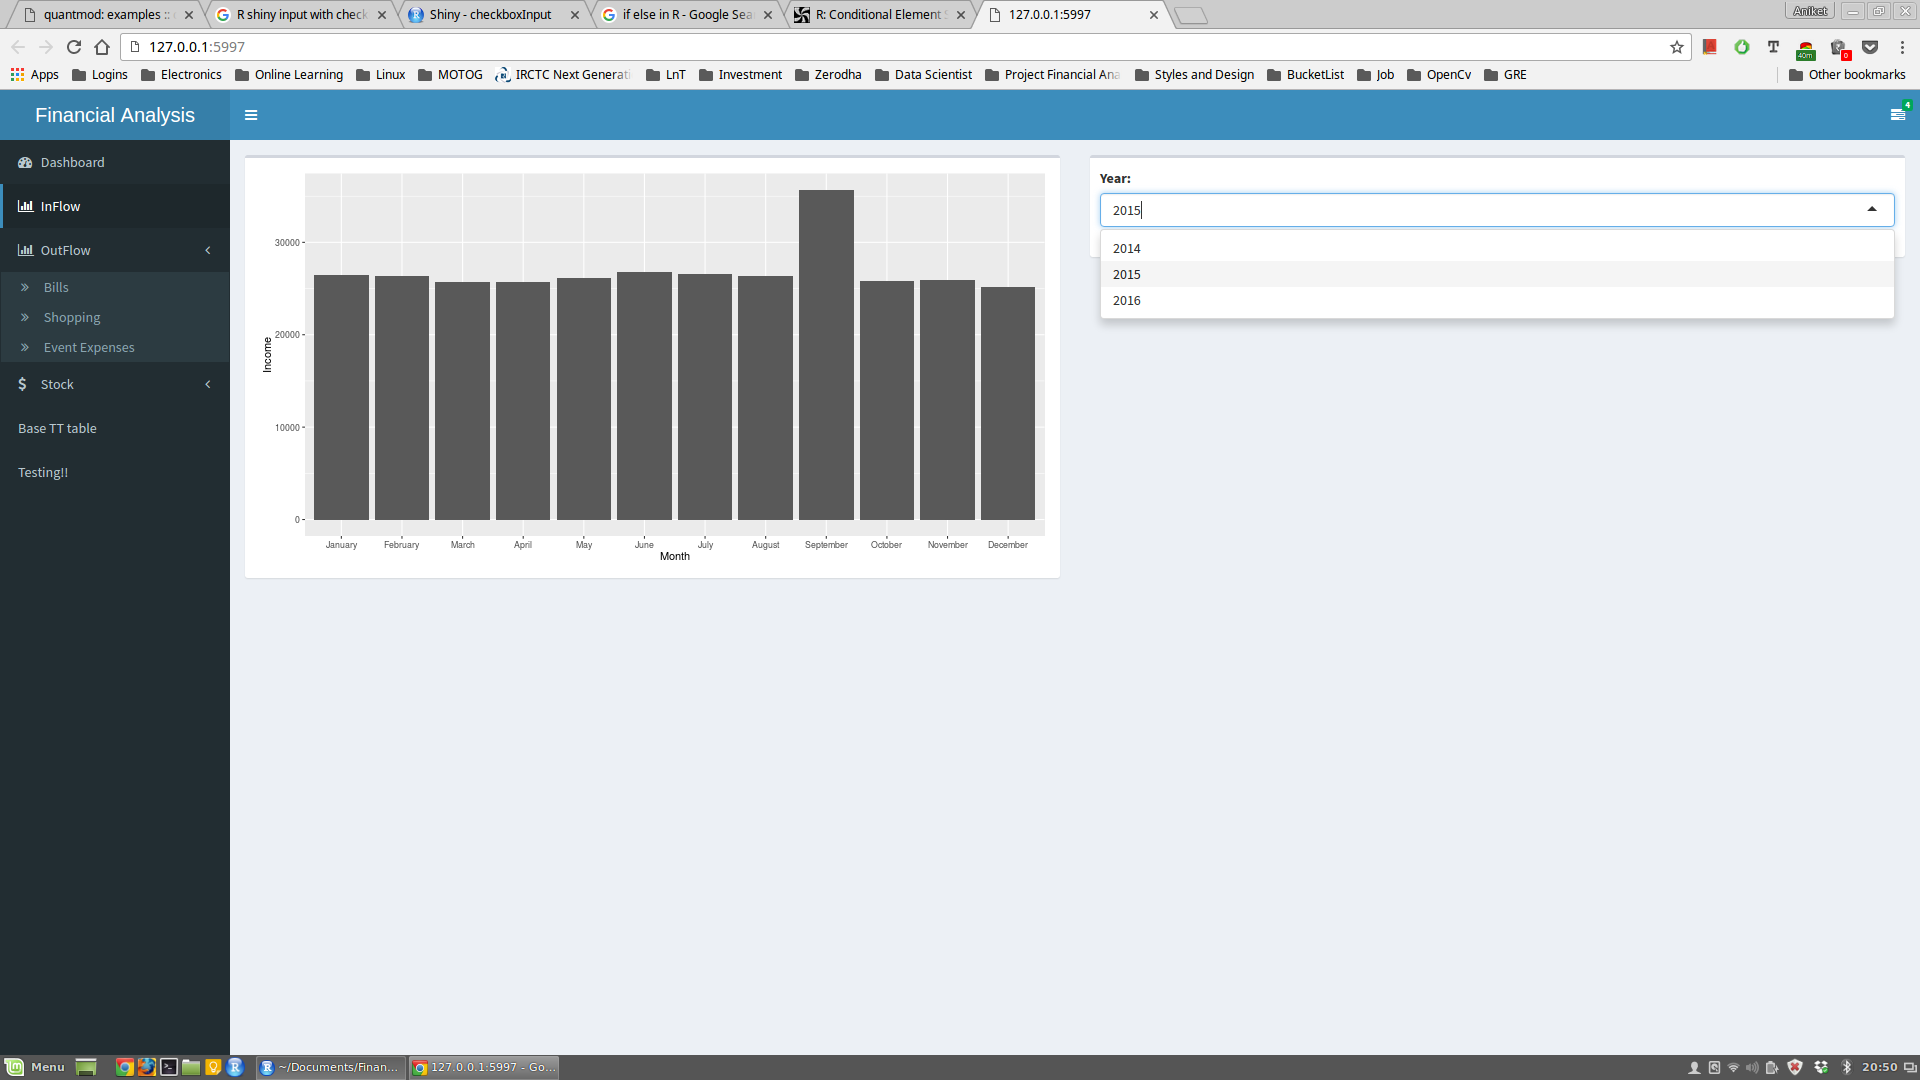 quantmod: examples ::
R shiny input with check
Shiny - checkboxInput
if else in R - Google Sea
R: Conditional Element S
127.0.0.1:5997
Aniket
127.0.0.1:5997
40m
0
Apps
Logins
Electronics
Online Learning
Linux
MOTOG
IRCTC Next Generati
LnT
Investment
Zerodha
Data Scientist
Project Financial Ana
Styles and Design
BucketList
Job
OpenCv
GRE
Other bookmarks
Financial Analysis
4
Dashboard
InFlow
OutFlow
Bills
Shopping
Event Expenses
Stock
Base TT table
Testing!!
Income
30000
20000
10000
0
January
February
March
April
May
June
July
August
September
October
November
December
Month
Year:
2015
2014
2015
2016
Menu
~/Documents/Finan...
127.0.0.1:5997 - Go...
20:50